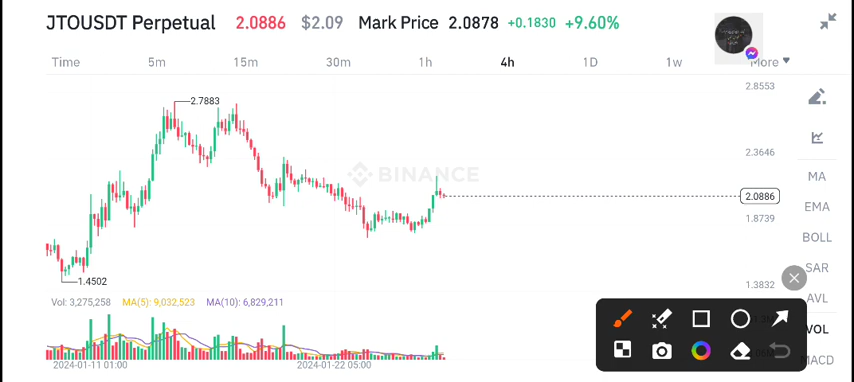 JTOUSDT Perpetual 2.0886 $2.09 Mark Price 2.0878 +0.1830 +9.60%
Time 5m 15m 30m 1h 4h 1D 1w More
2.8553
2.7883
2.3646
BINANCE
2.0886
1.8739
1.4502
1.3832
MA
EMA
BOLL
SAR
AVL
VOL
MACD
Vol: 3,275,258 MA(5): 9,032,523 MA(10): 6,829,211
2024-01-11 01:00 2024-01-22 05:00